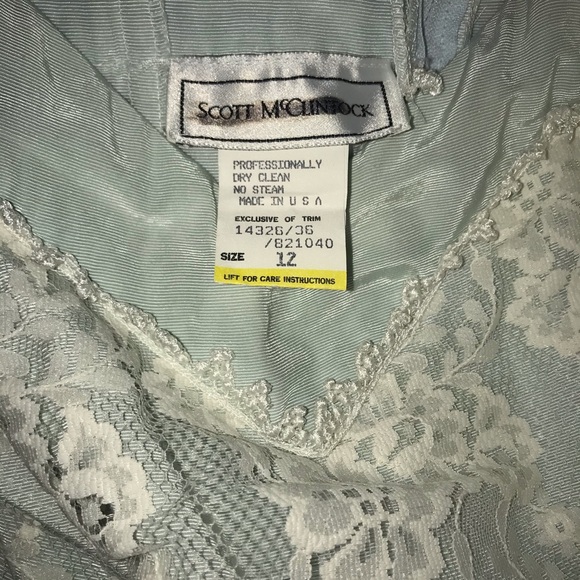 SCOTT MCCLINTOCK
PROFESSIONALLY
DRY CLEAN
NO STEAM
MADE IN U S A
EXCLUSIVE OF TRIM
14326/36
/821040
SIZE 12
LIFT FOR CARE INSTRUCTIONS